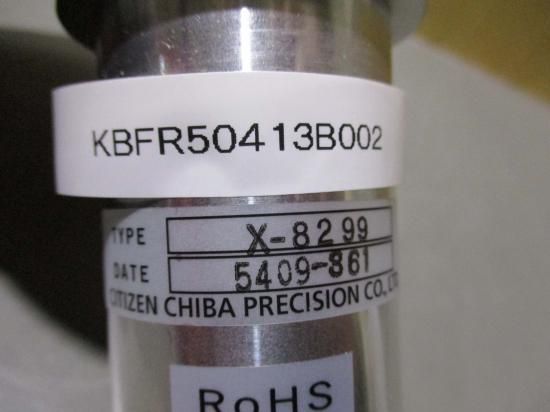 KBFR50413B002
TYPE X-8299
DATE 5409-861
CITIZEN CHIBA PRECISION CO.,
RoHS